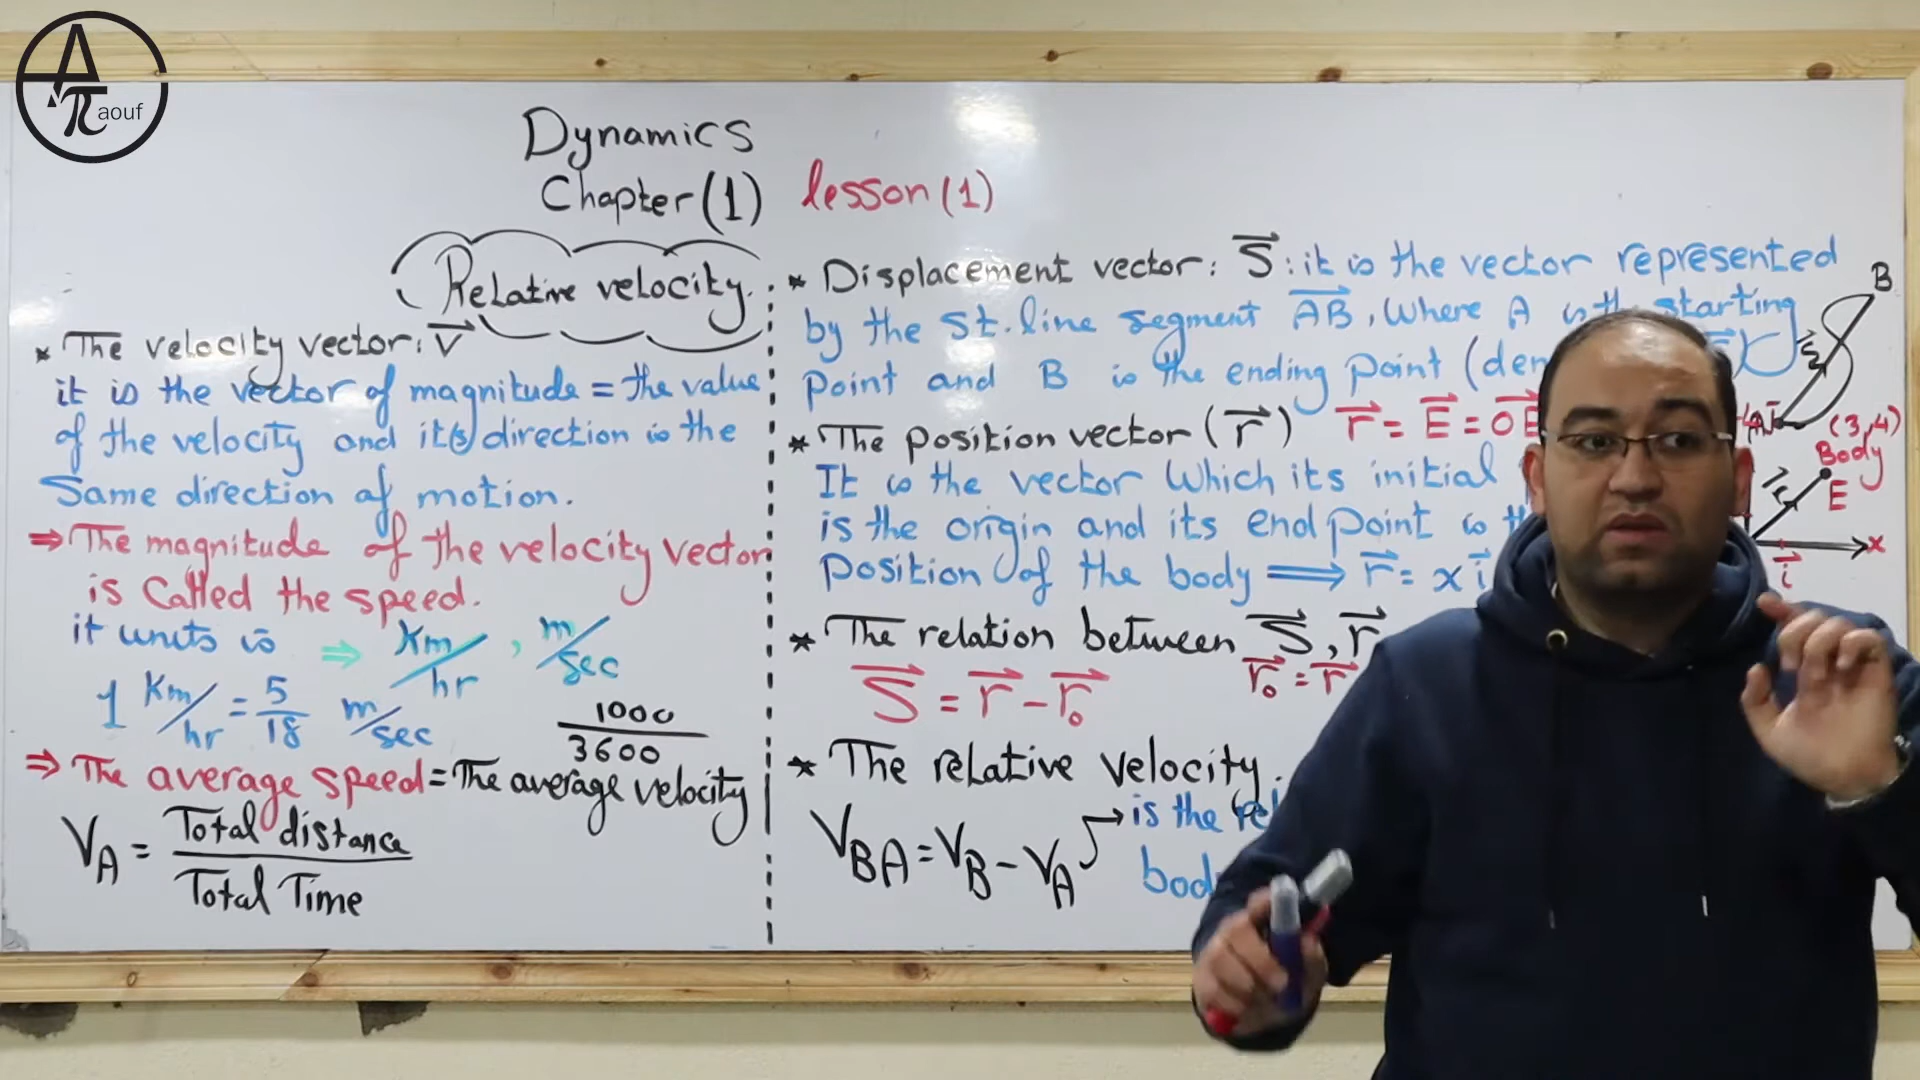 aouf
Dynamics
Chapter (1) lesson (1)
Relative velocity.
* The velocity vector: V
it is the vector of magnitude = the value
of the velocity and it(s) direction is the
Same direction of motion.
⇒ The magnitude of the velocity vector
is Called the speed.
it units is ⇒ Km/hr , m/sec
1 Km/hr = 5/18 m/sec
1000/3600
⇒ The average speed = The average velocity
VA = Total distance / Total Time
* Displacement vector: S : it is the vector represented
by the St. line segment AB, Where A is the starting
point and B is the ending point
* The position vector (r) r = E = OE
It is the vector Which its initial
is the origin and its end point is
position of the body ⇒ r = x i
* The relation between S, r
r₀ = r
S = r - r₀
* The relative velocity.
VBA = VB - VA → is the
B
S
A
(3,4)
Body
r
E
x
i